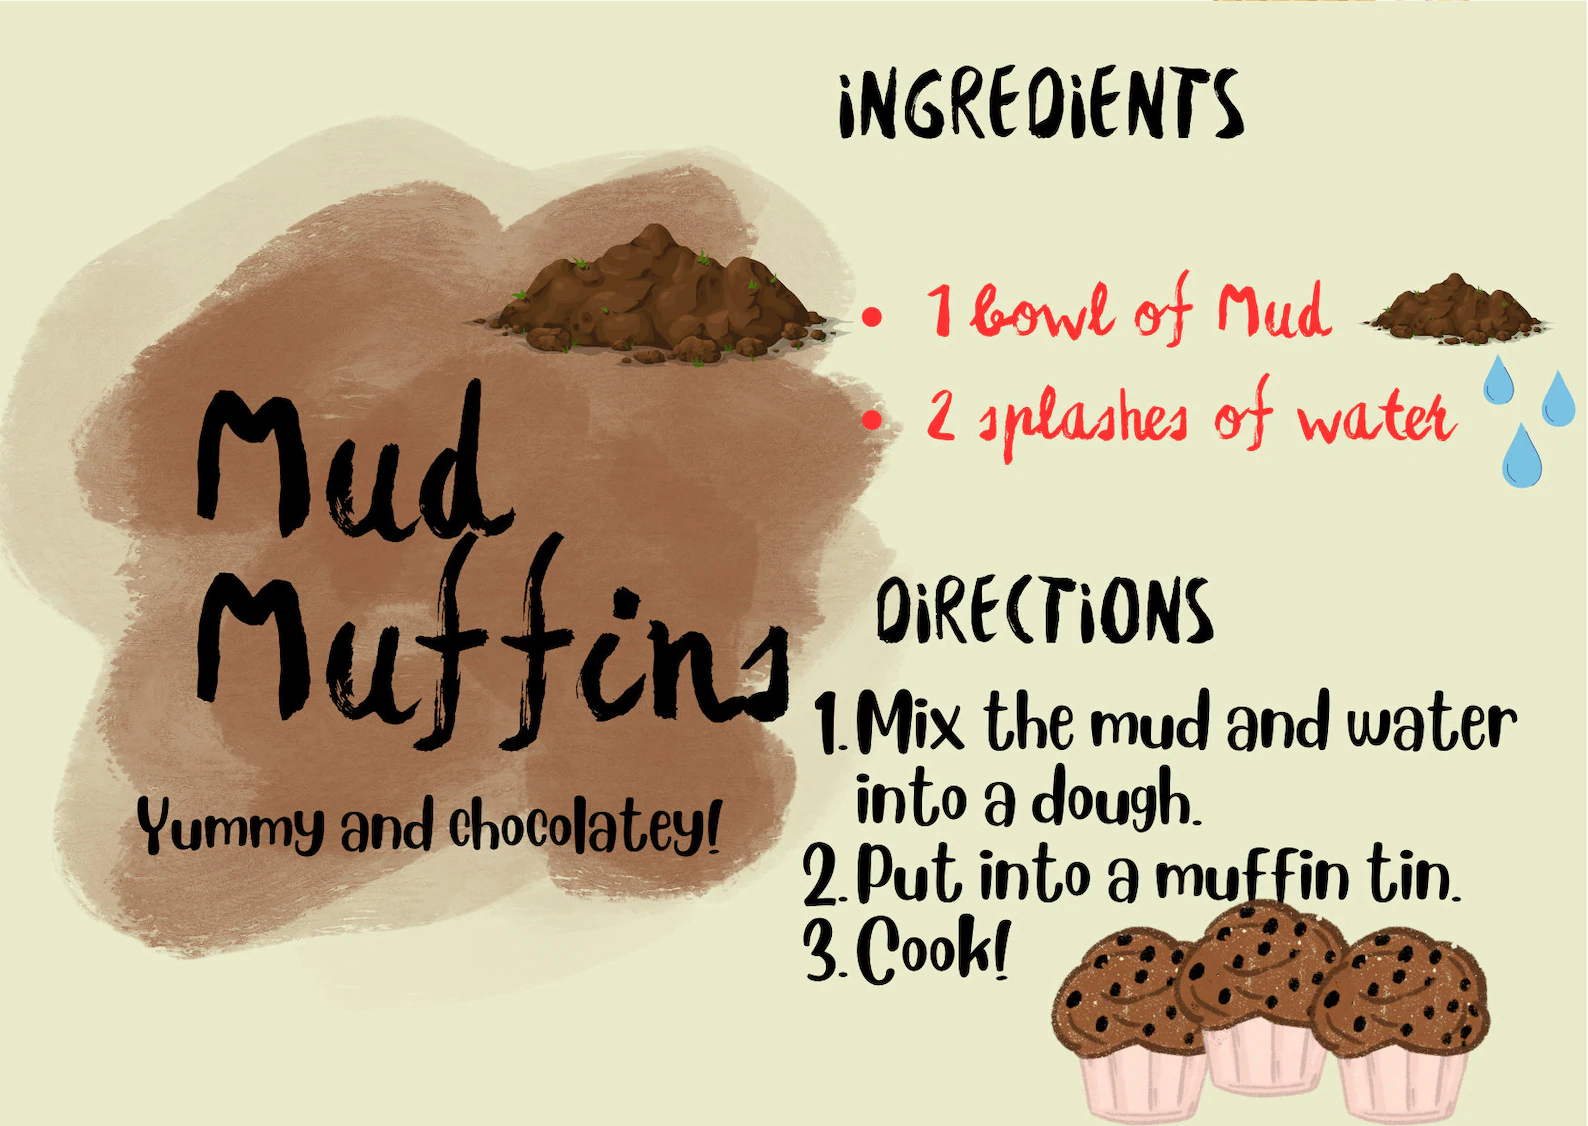 Mud
Muffins
Yummy and chocolatey!
iNGREDiENTS
• 1 bowl of Mud
• 2 splashes of water
DiRECTiONS
1. Mix the mud and water
into a dough.
2. Put into a muffin tin.
3. Cook!